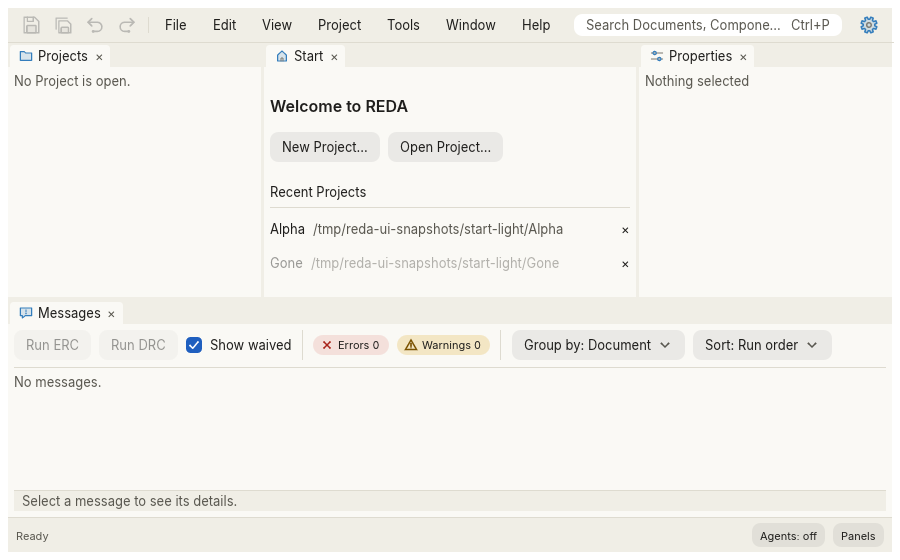 File Edit View Project Tools Window Help Search Documents, Compone... Ctrl+P
Projects × Start × Properties ×
No Project is open.
Welcome to REDA
New Project... Open Project...
Recent Projects
Alpha /tmp/reda-ui-snapshots/start-light/Alpha ×
Gone /tmp/reda-ui-snapshots/start-light/Gone ×
Nothing selected
Messages ×
Run ERC Run DRC Show waived Errors 0 Warnings 0 Group by: Document Sort: Run order
No messages.
Select a message to see its details.
Ready Agents: off Panels